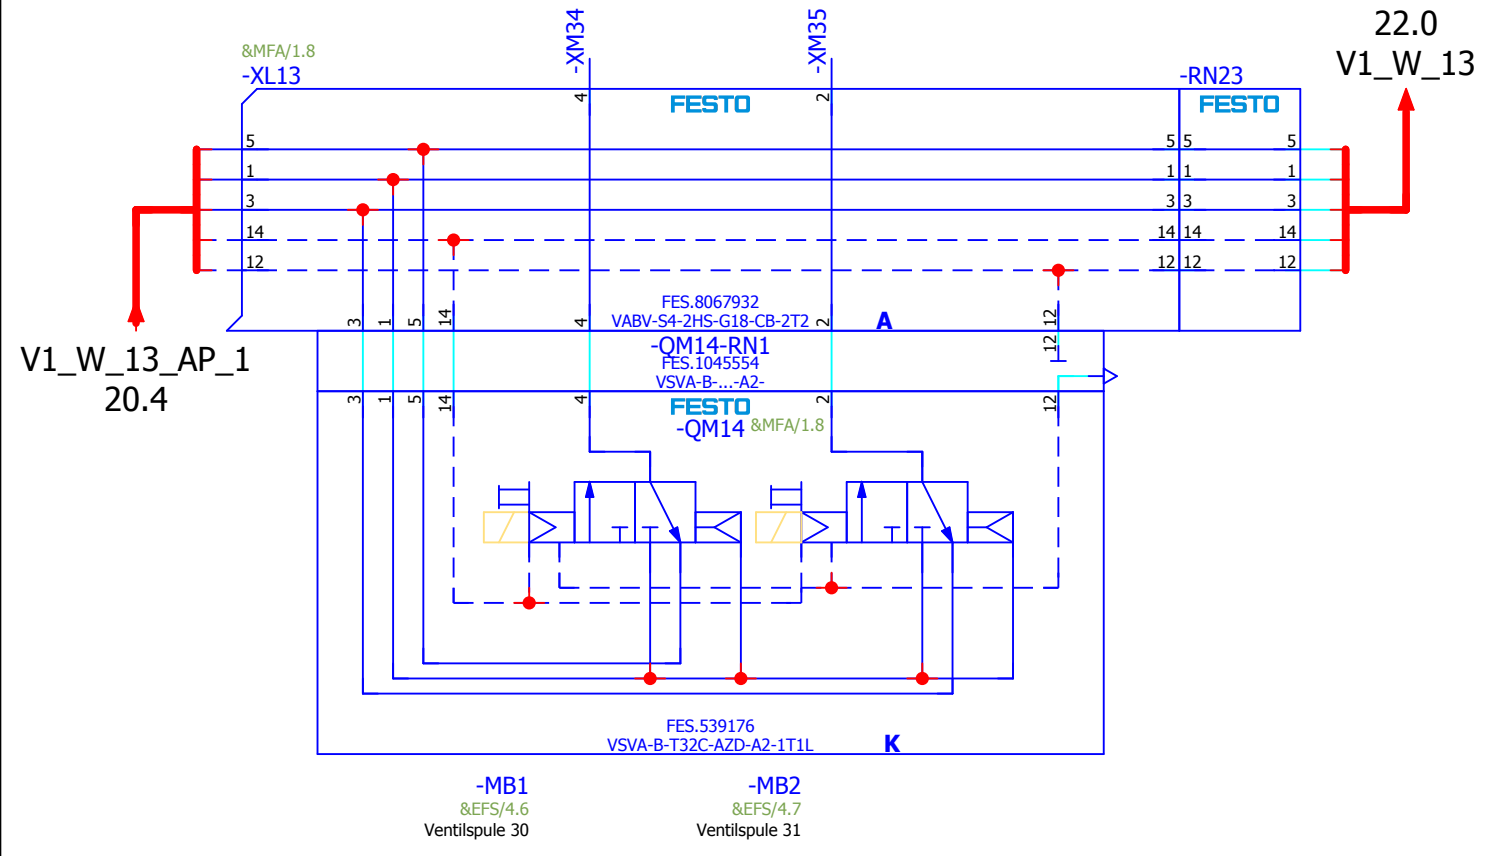 -XM34
-XM35
22.0
V1_W_13
&MFA/1.8
-XL13
-RN23
4
FESTO
2
FESTO
5
5 5
5
1
1 1
1
3
3 3
3
14
14 14
14
12
12 12
12
FES.8067932
3
1
5
14
4
VABV-S4-2HS-G18-CB-2T2
2
A
12
V1_W_13_AP_1
20.4
-QM14-RN1
FES.1045554
VSVA-B-...-A2-
12
3
1
5
14
4
FESTO
2
12
-QM14
&MFA/1.8
FES.539176
VSVA-B-T32C-AZD-A2-1T1L
K
-MB1
-MB2
&EFS/4.6
&EFS/4.7
Ventilspule 30
Ventilspule 31